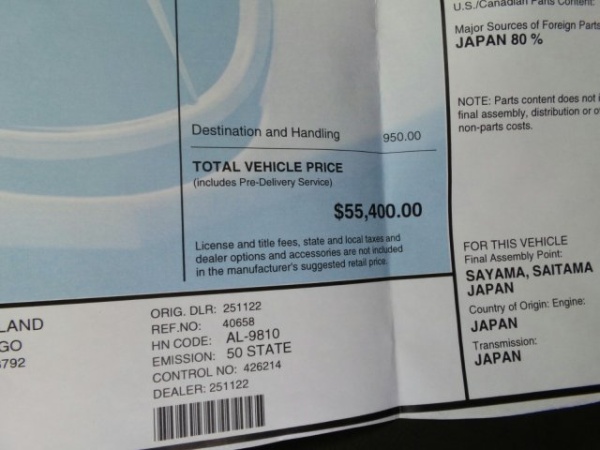 U.S./Canadian Parts Content:
Major Sources of Foreign Parts
JAPAN 80 %
NOTE: Parts content does not
final assembly, distribution or
non-parts costs.
Destination and Handling 950.00
TOTAL VEHICLE PRICE
(includes Pre-Delivery Service)
$55,400.00
License and title fees, state and local taxes and
dealer options and accessories are not included
in the manufacturer's suggested retail price.
FOR THIS VEHICLE
Final Assembly Point:
SAYAMA, SAITAMA
JAPAN
Country of Origin: Engine:
JAPAN
Transmission:
JAPAN
LAND
GO
792
ORIG. DLR: 251122
REF.NO: 40658
HN CODE: AL-9810
EMISSION: 50 STATE
CONTROL NO: 426214
DEALER: 251122